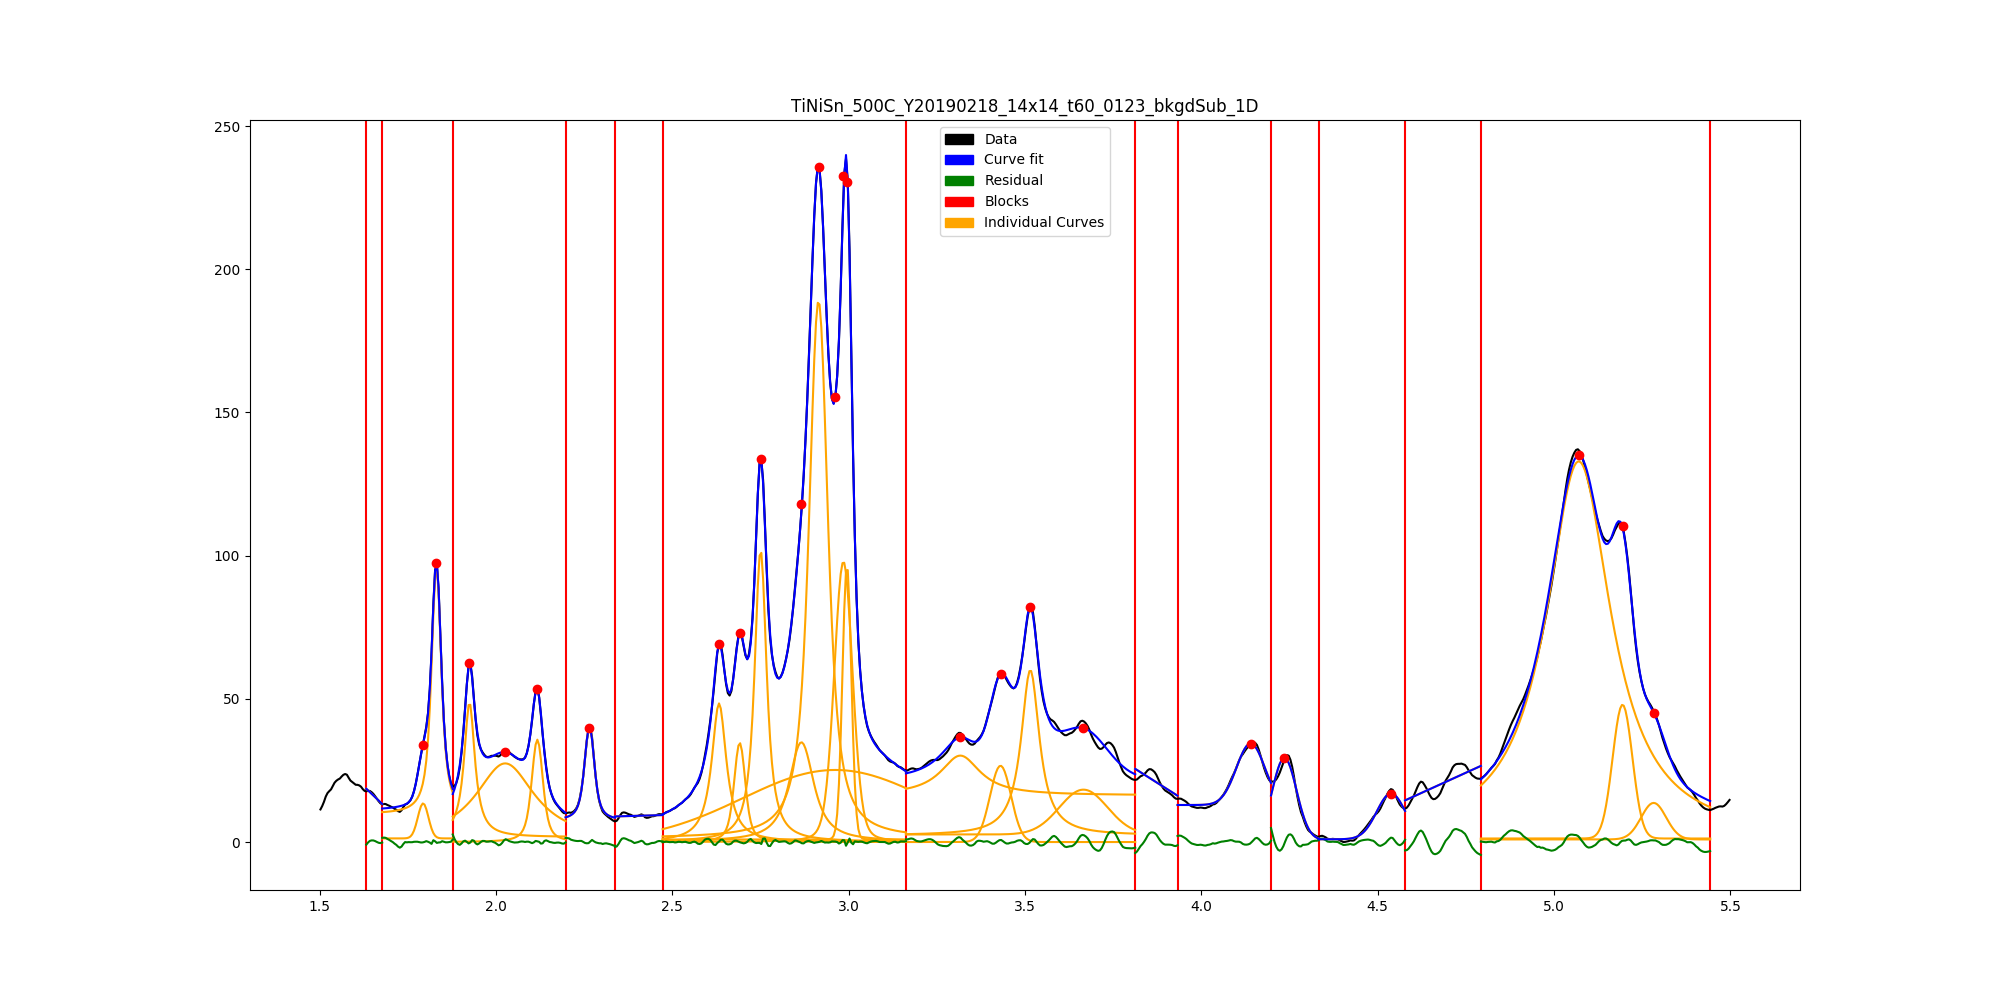 TiNiSn_500C_Y20190218_14x14_t60_0123_bkgdSub_1D
250
200
150
100
50
0
Data
Curve fit
Residual
Blocks
Individual Curves
1.5 2.0 2.5 3.0 3.5 4.0 4.5 5.0 5.5